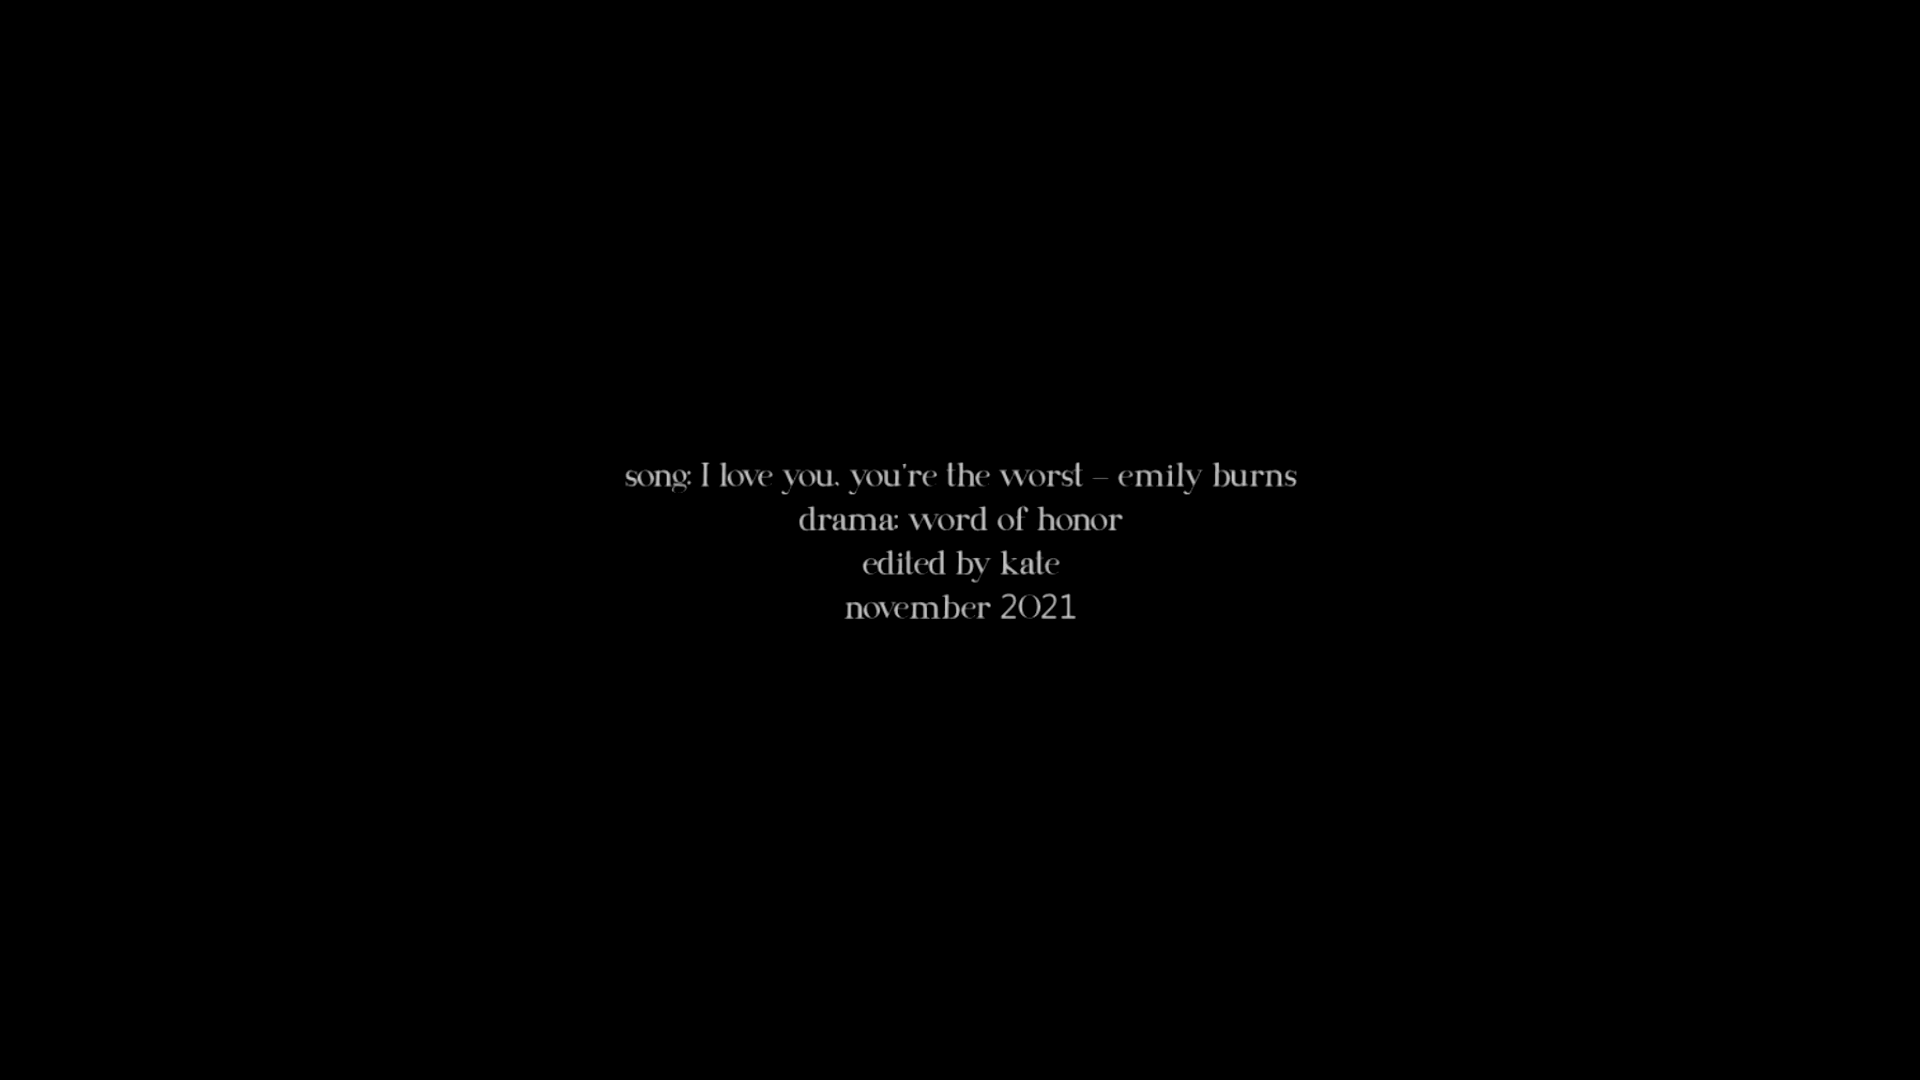 song: I love you, you're the worst – emily burns
drama: word of honor
edited by kate
november 2021